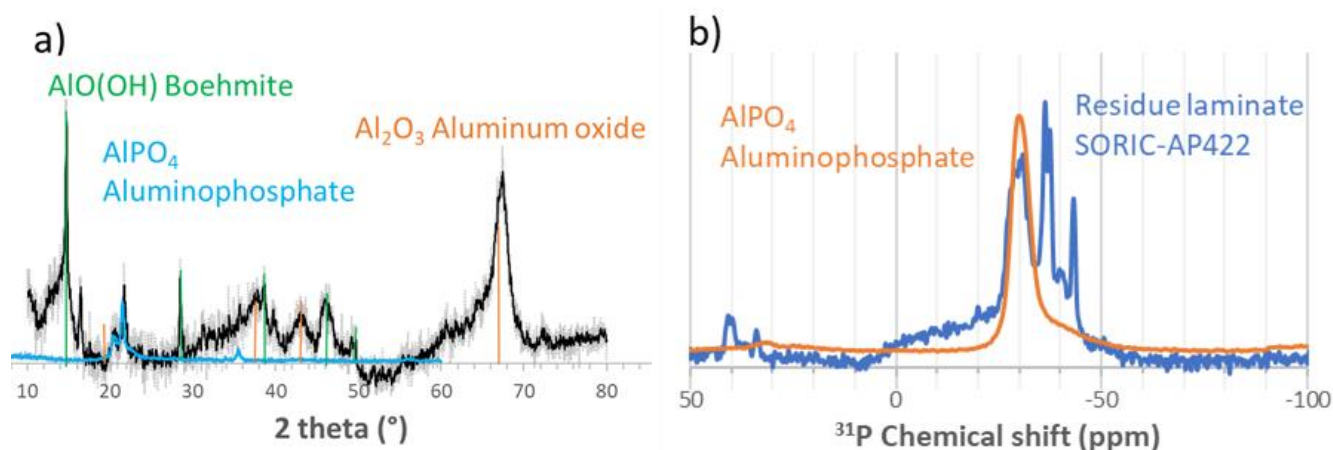 a)
AlO(OH) Boehmite
AlPO₄
Aluminophosphate
Al₂O₃ Aluminum oxide
10 20 30 40 50 60 70 80
2 theta (°)
b)
AlPO₄
Aluminophosphate
Residue laminate
SORIC-AP422
50 0 -50 -100
³¹P Chemical shift (ppm)